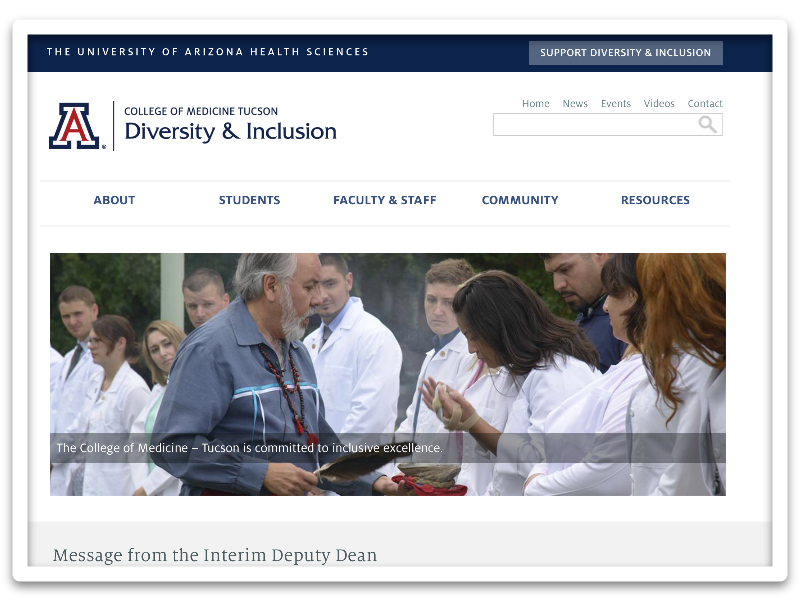 THE UNIVERSITY OF ARIZONA HEALTH SCIENCES
SUPPORT DIVERSITY & INCLUSION
A
®
COLLEGE OF MEDICINE TUCSON
Diversity & Inclusion
Home News Events Videos Contact
ABOUT STUDENTS FACULTY & STAFF COMMUNITY RESOURCES
The College of Medicine – Tucson is committed to inclusive excellence.
Message from the Interim Deputy Dean